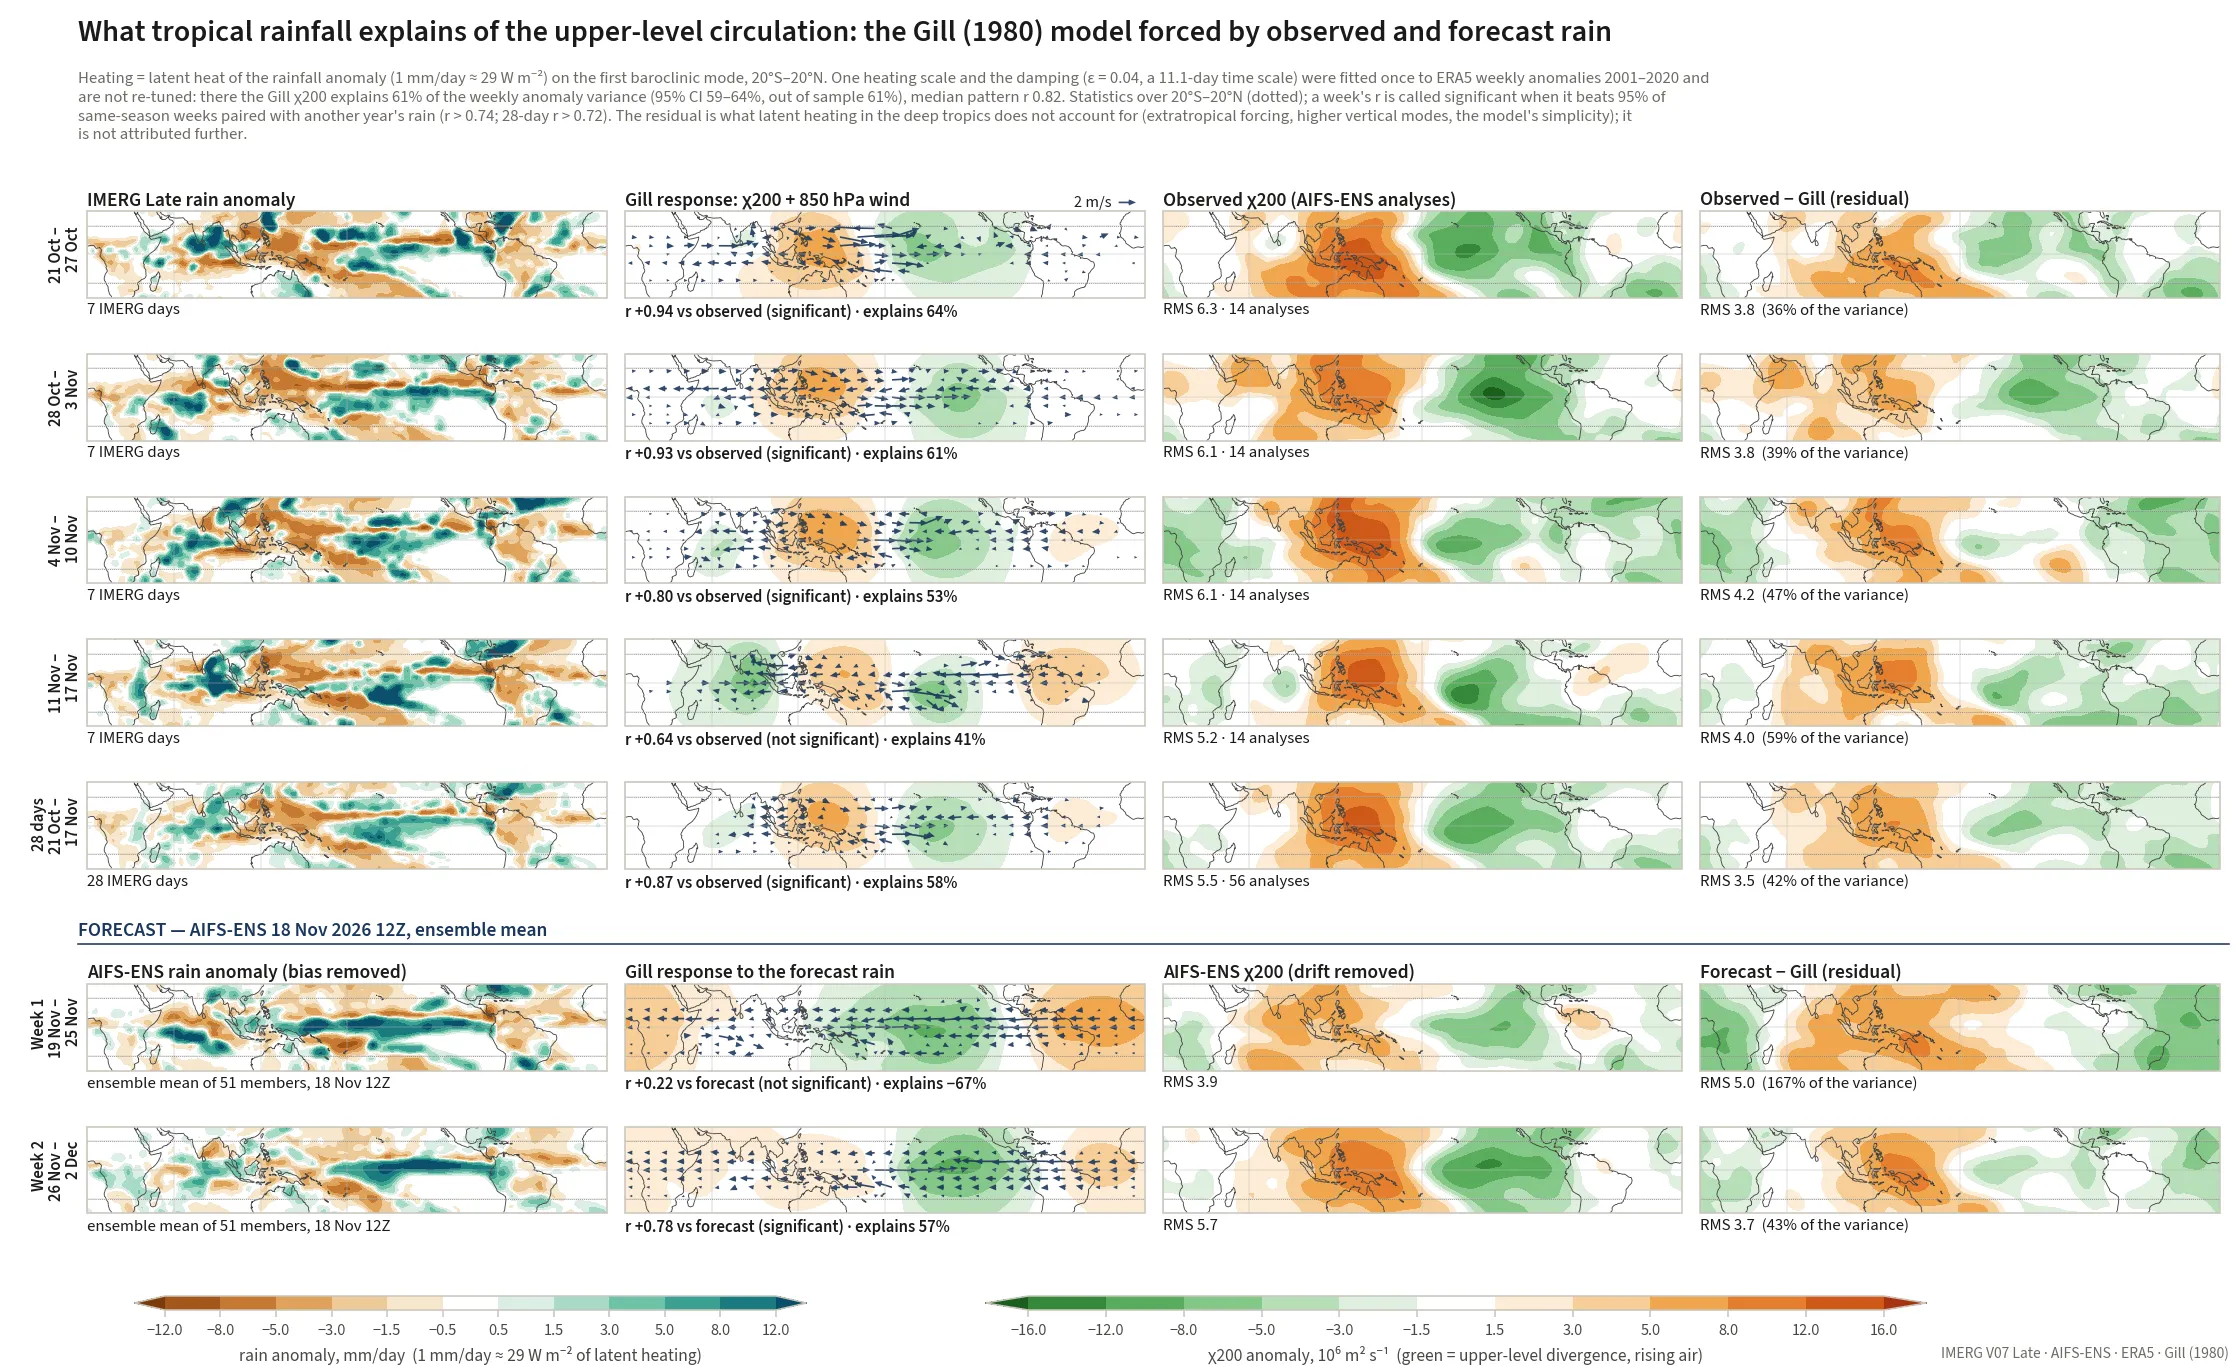 What tropical rainfall explains of the upper-level circulation: the Gill (1980) model forced by observed and forecast rain
Heating = latent heat of the rainfall anomaly (1 mm/day ≈ 29 W m⁻²) on the first baroclinic mode, 20°S–20°N. One heating scale and the damping (ε = 0.04, a 11.1-day time scale) were fitted once to ERA5 weekly anomalies 2001–2020 and
are not re-tuned: there the Gill χ200 explains 61% of the weekly anomaly variance (95% CI 59–64%, out of sample 61%), median pattern r 0.82. Statistics over 20°S–20°N (dotted); a week's r is called significant when it beats 95% of
same-season weeks paired with another year's rain (r > 0.74; 28-day r > 0.72). The residual is what latent heating in the deep tropics does not account for (extratropical forcing, higher vertical modes, the model's simplicity); it
is not attributed further.
IMERG Late rain anomaly
Gill response: χ200 + 850 hPa wind
2 m/s
Observed χ200 (AIFS-ENS analyses)
Observed − Gill (residual)
21 Oct –
27 Oct
7 IMERG days
r +0.94 vs observed (significant) · explains 64%
RMS 6.3 · 14 analyses
RMS 3.8 (36% of the variance)
28 Oct –
3 Nov
7 IMERG days
r +0.93 vs observed (significant) · explains 61%
RMS 6.1 · 14 analyses
RMS 3.8 (39% of the variance)
4 Nov –
10 Nov
7 IMERG days
r +0.80 vs observed (significant) · explains 53%
RMS 6.1 · 14 analyses
RMS 4.2 (47% of the variance)
11 Nov –
17 Nov
7 IMERG days
r +0.64 vs observed (not significant) · explains 41%
RMS 5.2 · 14 analyses
RMS 4.0 (59% of the variance)
28 days
21 Oct –
17 Nov
28 IMERG days
r +0.87 vs observed (significant) · explains 58%
RMS 5.5 · 56 analyses
RMS 3.5 (42% of the variance)
FORECAST — AIFS-ENS 18 Nov 2026 12Z, ensemble mean
AIFS-ENS rain anomaly (bias removed)
Gill response to the forecast rain
AIFS-ENS χ200 (drift removed)
Forecast − Gill (residual)
Week 1
19 Nov –
25 Nov
ensemble mean of 51 members, 18 Nov 12Z
r +0.22 vs forecast (not significant) · explains −67%
RMS 3.9
RMS 5.0 (167% of the variance)
Week 2
26 Nov –
2 Dec
ensemble mean of 51 members, 18 Nov 12Z
r +0.78 vs forecast (significant) · explains 57%
RMS 5.7
RMS 3.7 (43% of the variance)
−12.0 −8.0 −5.0 −3.0 −1.5 −0.5 0.5 1.5 3.0 5.0 8.0 12.0
rain anomaly, mm/day (1 mm/day ≈ 29 W m⁻² of latent heating)
−16.0 −12.0 −8.0 −5.0 −3.0 −1.5 1.5 3.0 5.0 8.0 12.0 16.0
χ200 anomaly, 10⁶ m² s⁻¹ (green = upper-level divergence, rising air)
IMERG V07 Late · AIFS-ENS · ERA5 · Gill (1980)